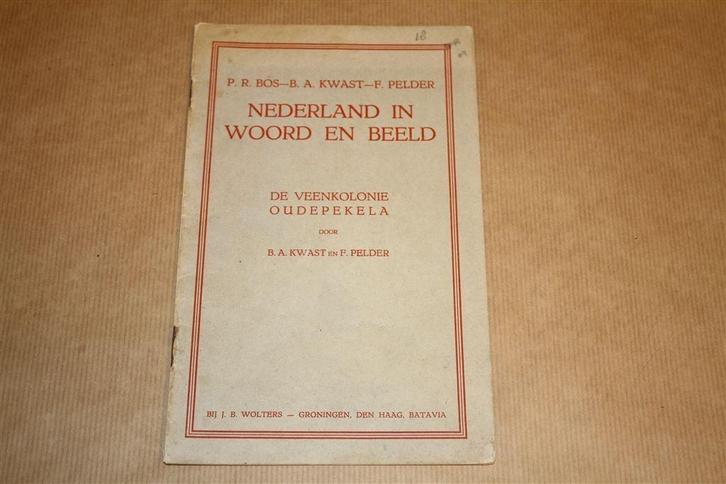 18
P. R. BOS—B. A. KWAST—F. PELDER
NEDERLAND IN
WOORD EN BEELD
DE VEENKOLONIE
OUDEPEKELA
DOOR
B. A. KWAST EN F. PELDER
BIJ J. B. WOLTERS — GRONINGEN, DEN HAAG, BATAVIA